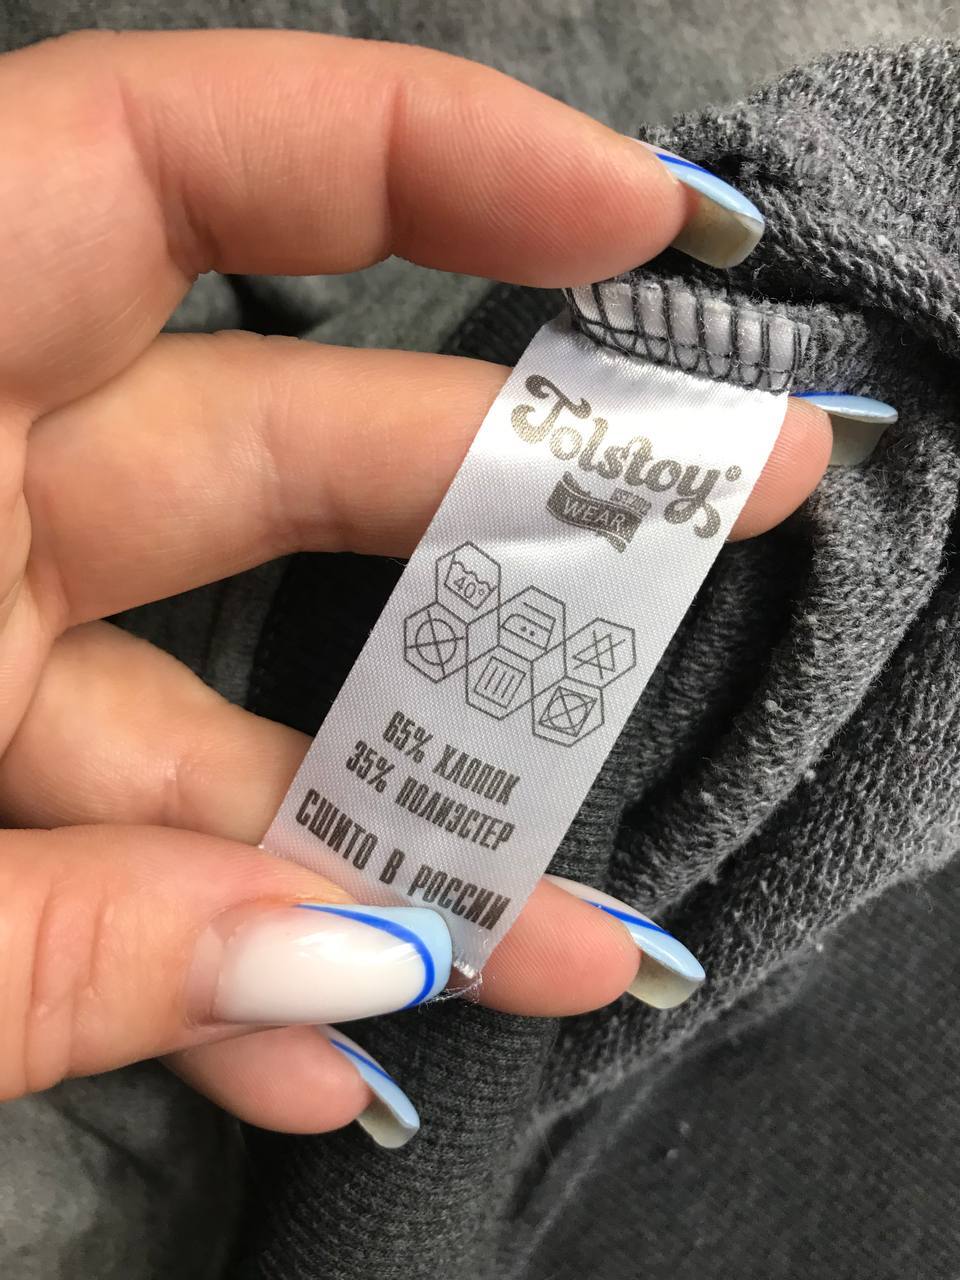 Tolstoy®
WEAR
40°
65% ХЛОПОК
35% ПОЛИЭСТЕР
СШИТО В РОССИИ